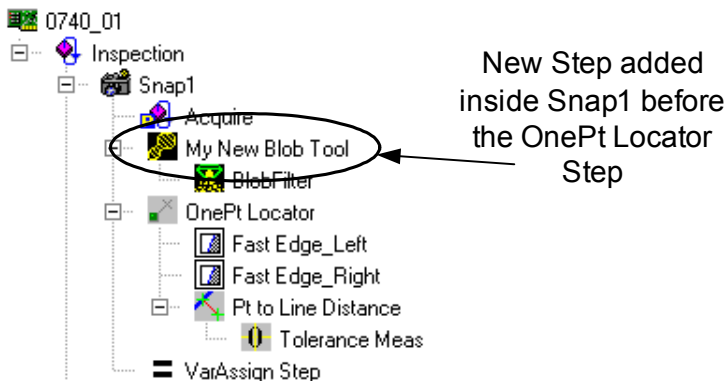 0740_01
Inspection
Snap1
Acquire
My New Blob Tool
BlobFilter
OnePt Locator
Fast Edge_Left
Fast Edge_Right
Pt to Line Distance
Tolerance Meas
VarAssign Step
New Step added
inside Snap1 before
the OnePt Locator
Step